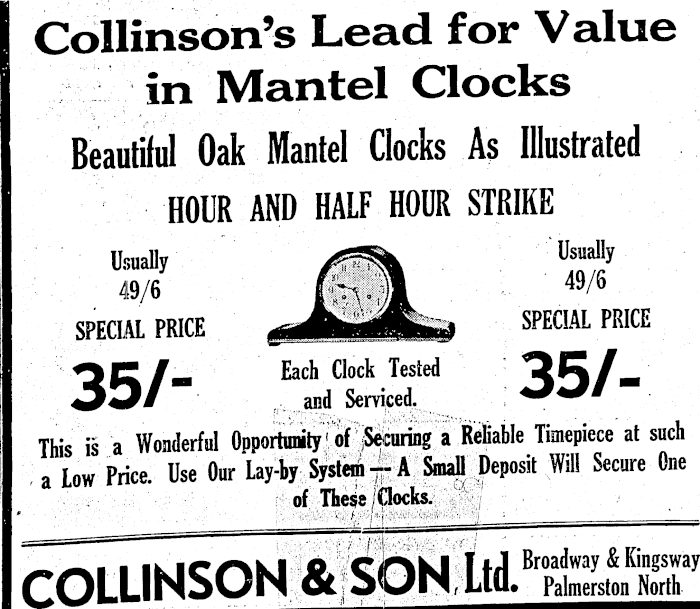 Collinson's Lead for Value
in Mantel Clocks
Beautiful Oak Mantel Clocks As Illustrated
HOUR AND HALF HOUR STRIKE
Usually
49/6
SPECIAL PRICE
35/-
Each Clock Tested
and Serviced.
Usually
49/6
SPECIAL PRICE
35/-
This is a Wonderful Opportunity of Securing a Reliable Timepiece at such
a Low Price. Use Our Lay-by System — A Small Deposit Will Secure One
of These Clocks.
COLLINSON & SON, Ltd.
Broadway & Kingsway
Palmerston North